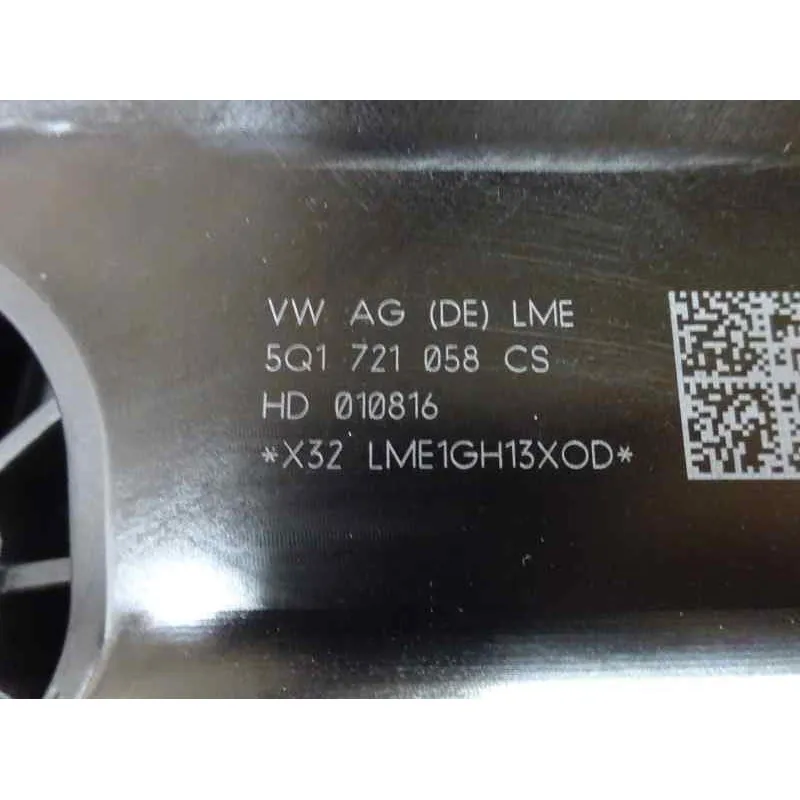 VW AG (DE) LME
5Q1 721 058 CS
HD 010816
*X32 LME1GH13XOD*